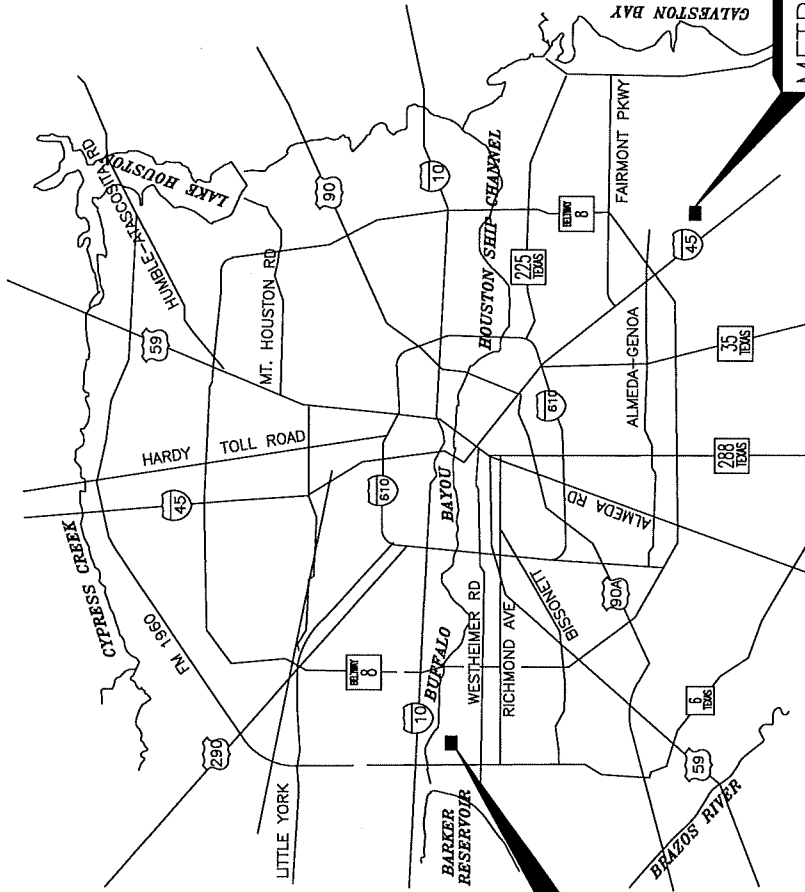 GALVESTON BAY
METR
HUMBLE-ATASCOSITA RD
LAKE HOUSTON
90
10
HOUSTON SHIP CHANNEL
FAIRMONT PKWY
BELTWAY
8
225
TEXAS
45
59
MT. HOUSTON RD
ALMEDA-GENOA
35
TEXAS
HARDY TOLL ROAD
610
610
288
TEXAS
45
BAYOU
ALMEDA RD
CYPRESS CREEK
FM 1960
BISSONETT
90A
WESTHEIMER RD
RICHMOND AVE
BELTWAY
8
BUFFALO
10
6
TEXAS
290
LITTLE YORK
BARKER
RESERVOIR
59
BRAZOS RIVER